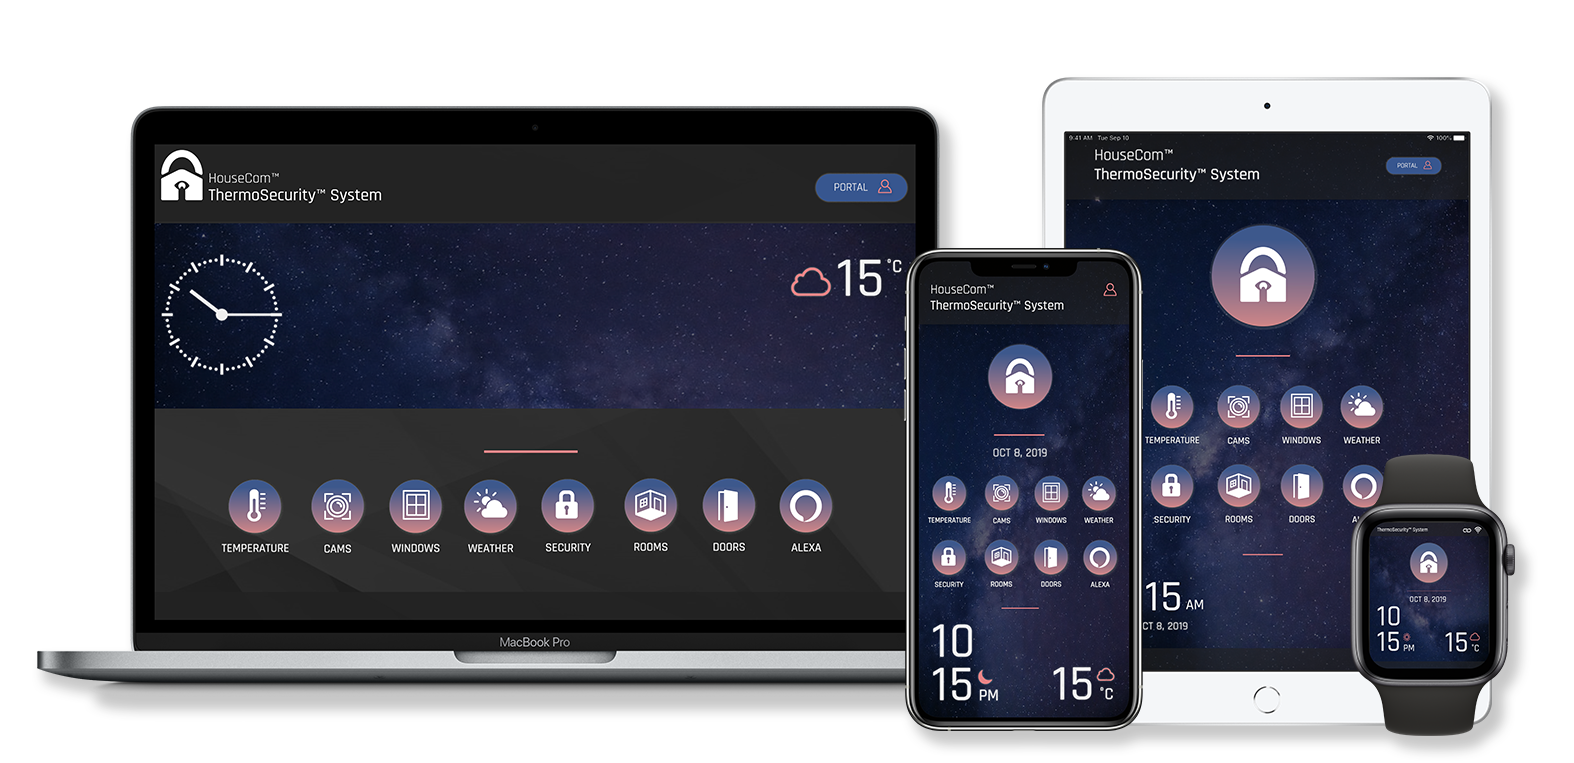 HouseCom™
ThermoSecurity™ System
PORTAL
15 °C
TEMPERATURE
CAMS
WINDOWS
WEATHER
SECURITY
ROOMS
DOORS
ALEXA
MacBook Pro
HouseCom™
ThermoSecurity™ System
OCT 8, 2019
TEMPERATURE
CAMS
WINDOWS
WEATHER
SECURITY
ROOMS
DOORS
ALEXA
10
15 PM
15 °C
9:41 AM Tue Sep 10
100%
HouseCom™
ThermoSecurity™ System
PORTAL
TEMPERATURE
CAMS
WINDOWS
WEATHER
SECURITY
ROOMS
DOORS
AL
15 AM
CT 8, 2019
ThermoSecurity™ System
OCT 8, 2019
10
15 PM
15 °C